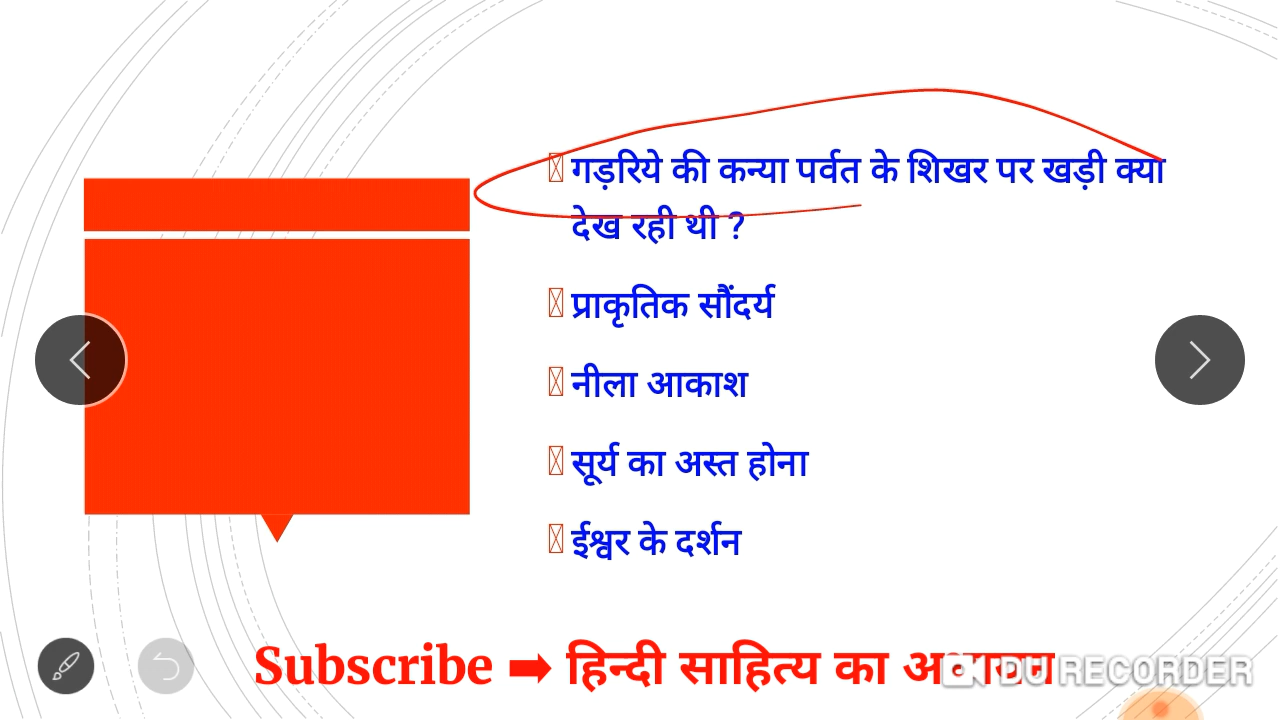 गड़रिये की कन्या पर्वत के शिखर पर खड़ी क्या
देख रही थी ?
प्राकृतिक सौंदर्य
नीला आकाश
सूर्य का अस्त होना
ईश्वर के दर्शन
Subscribe ➡ हिन्दी साहित्य का
DU RECORDER